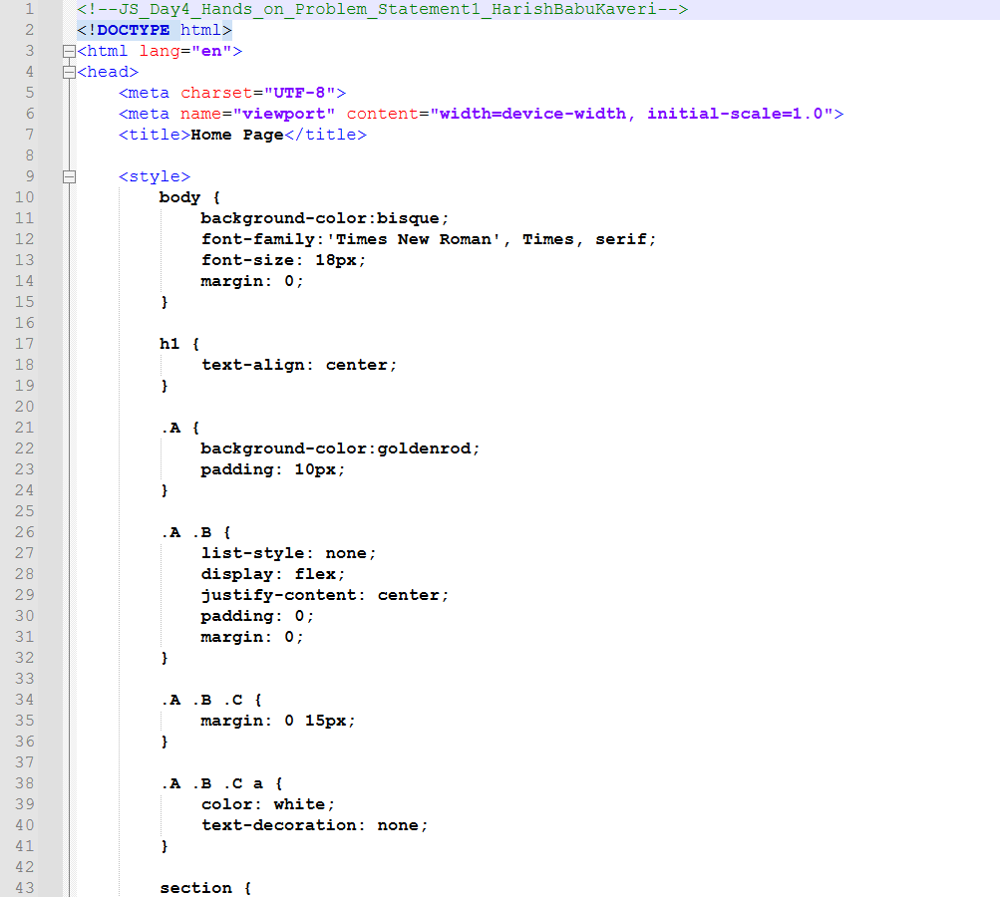 1 <!--JS_Day4_Hands_on_Problem_Statement1_HarishBabuKaveri-->
2 <!DOCTYPE html>
3 <html lang="en">
4 <head>
5     <meta charset="UTF-8">
6     <meta name="viewport" content="width=device-width, initial-scale=1.0">
7     <title>Home Page</title>
8
9     <style>
10         body {
11             background-color:bisque;
12             font-family:'Times New Roman', Times, serif;
13             font-size: 18px;
14             margin: 0;
15         }
16
17         h1 {
18             text-align: center;
19         }
20
21         .A {
22             background-color:goldenrod;
23             padding: 10px;
24         }
25
26         .A .B {
27             list-style: none;
28             display: flex;
29             justify-content: center;
30             padding: 0;
31             margin: 0;
32         }
33
34         .A .B .C {
35             margin: 0 15px;
36         }
37
38         .A .B .C a {
39             color: white;
40             text-decoration: none;
41         }
42
43         section {